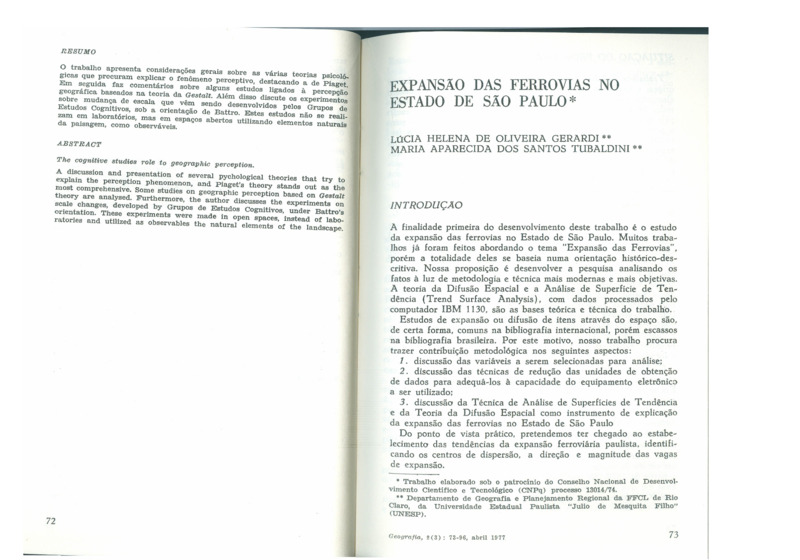 RESUMO
O trabalho apresenta considerações gerais sobre as várias teorias psicoló-
gicas que procuram explicar o fenômeno perceptivo, destacando a de Piaget.
Em seguida faz comentários sobre alguns estudos ligados à percepção
geográfica baseados na teoria da Gestalt. Além disso discute os experimentos
sobre mudança de escala que vêm sendo desenvolvidos pelos Grupos de
Estudos Cognitivos, sob a orientação de Battro. Estes estudos não se reali-
zam em laboratórios, mas em espaços abertos utilizando elementos naturais
da paisagem, como observáveis.
ABSTRACT
The cognitive studies role to geographic perception.
A discussion and presentation of several pychological theories that try to
explain the perception phenomenon, and Piaget's theory stands out as the
most comprehensive. Some studies on geographic perception based on Gestalt
theory are analysed. Furthermore, the author discusses the experiments on
scale changes, developed by Grupos de Estudos Cognitivos, under Battro's
orientation. These experiments were made in open spaces, instead of labo-
ratories and utilized as observables the natural elements of the landscape.
72
EXPANSÃO DAS FERROVIAS NO
ESTADO DE SÃO PAULO*
LÚCIA HELENA DE OLIVEIRA GERARDI**
MARIA APARECIDA DOS SANTOS TUBALDINI**
INTRODUÇÃO
A finalidade primeira do desenvolvimento deste trabalho é o estudo
da expansão das ferrovias no Estado de São Paulo. Muitos traba-
lhos já foram feitos abordando o tema "Expansão das Ferrovias",
porém a totalidade deles se baseia numa orientação histórico-des-
critiva. Nossa proposição é desenvolver a pesquisa analisando os
fatos à luz de metodologia e técnica mais modernas e mais objetivas.
A teoria da Difusão Espacial e a Análise de Superfície de Ten-
dência (Trend Surface Analysis), com dados processados pelo
computador IBM 1130, são as bases teórica e técnica do trabalho.
Estudos de expansão ou difusão de itens através do espaço são,
de certa forma, comuns na bibliografia internacional, porém escassos
na bibliografia brasileira. Por este motivo, nosso trabalho procura
trazer contribuição metodológica nos seguintes aspectos:
1. discussão das variáveis a serem selecionadas para análise;
2. discussão das técnicas de redução das unidades de obtenção
de dados para adequá-los à capacidade do equipamento eletrônico
a ser utilizado;
3. discussão da Técnica de Análise de Superfícies de Tendência
e da Teoria da Difusão Espacial como instrumento de explicação
da expansão das ferrovias no Estado de São Paulo
Do ponto de vista prático, pretendemos ter chegado ao estabe-
lecimento das tendências da expansão ferroviária paulista, identifi-
cando os centros de dispersão, a direção e magnitude das vagas
de expansão.
* Trabalho elaborado sob o patrocínio do Conselho Nacional de Desenvol-
vimento Científico e Tecnológico (CNPq) processo 13014/74.
** Departamento de Geografia e Planejamento Regional da FFCL de Rio
Claro, da Universidade Estadual Paulista "Julio de Mesquita Filho"
(UNESP).
Geografia, 2(3): 73-96, abril 1977
73